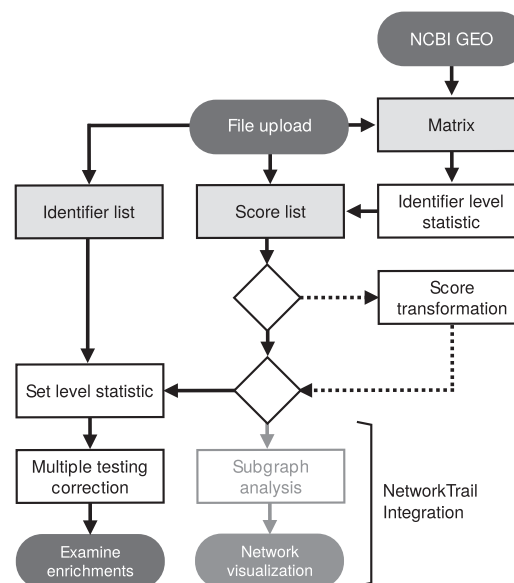 NCBI GEO
File upload
Matrix
Identifier list
Score list
Identifier level
statistic
Score
transformation
Set level statistic
Multiple testing
correction
Subgraph
analysis
NetworkTrail
Integration
Examine
enrichments
Network
visualization